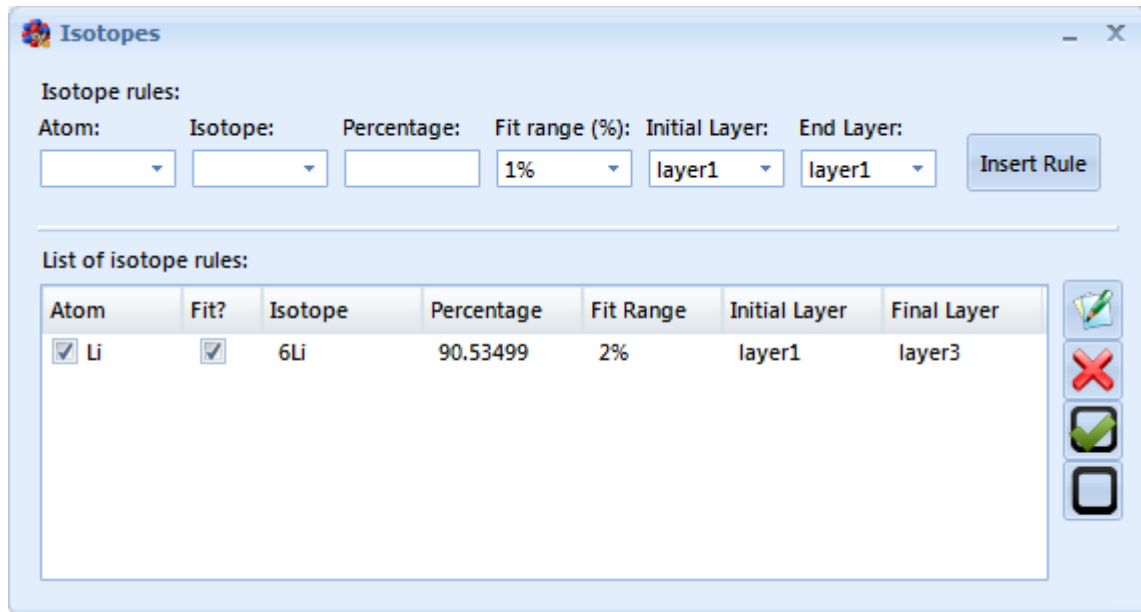 Isotopes
Isotope rules:
Atom: Isotope: Percentage: Fit range (%): Initial Layer: End Layer:
1% layer1 layer1 Insert Rule
List of isotope rules:
Atom Fit? Isotope Percentage Fit Range Initial Layer Final Layer
Li 6Li 90.53499 2% layer1 layer3